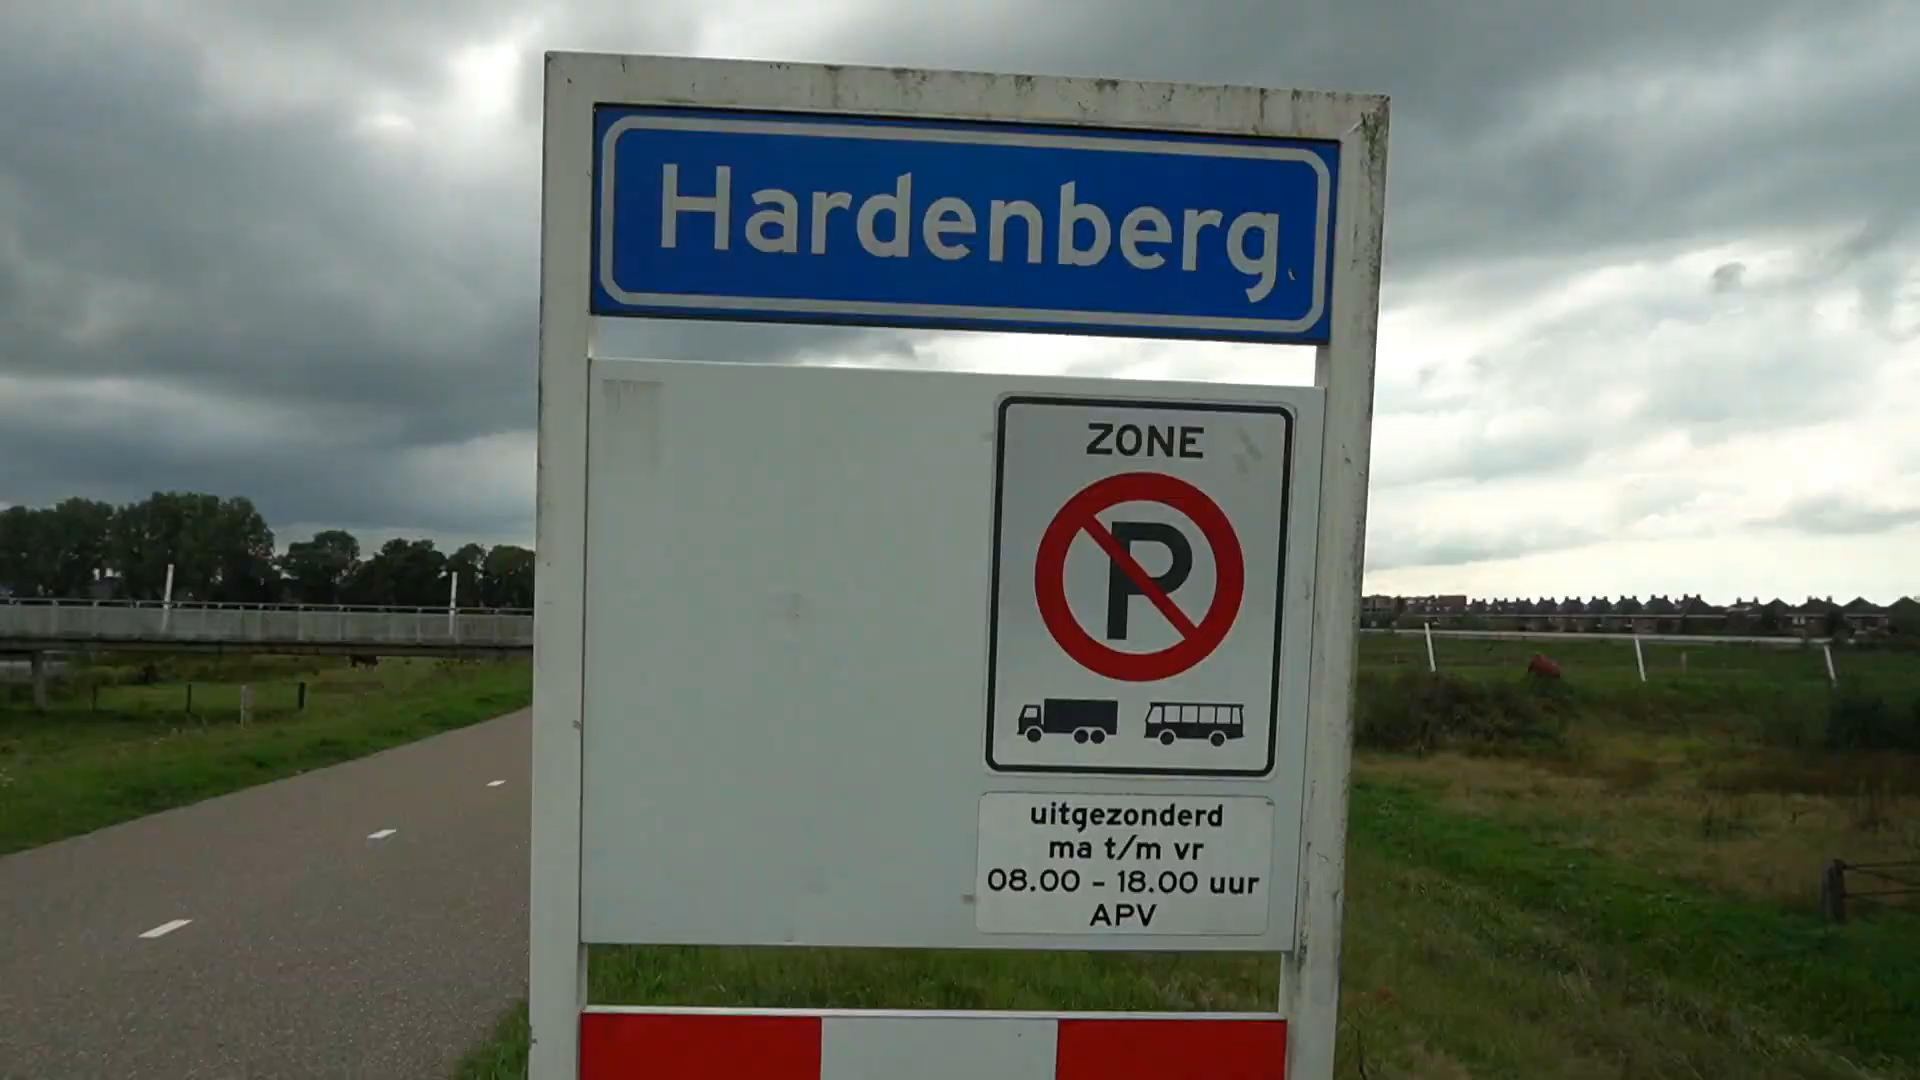 Hardenberg
ZONE
P
uitgezonderd
ma t/m vr
08.00 - 18.00 uur
APV